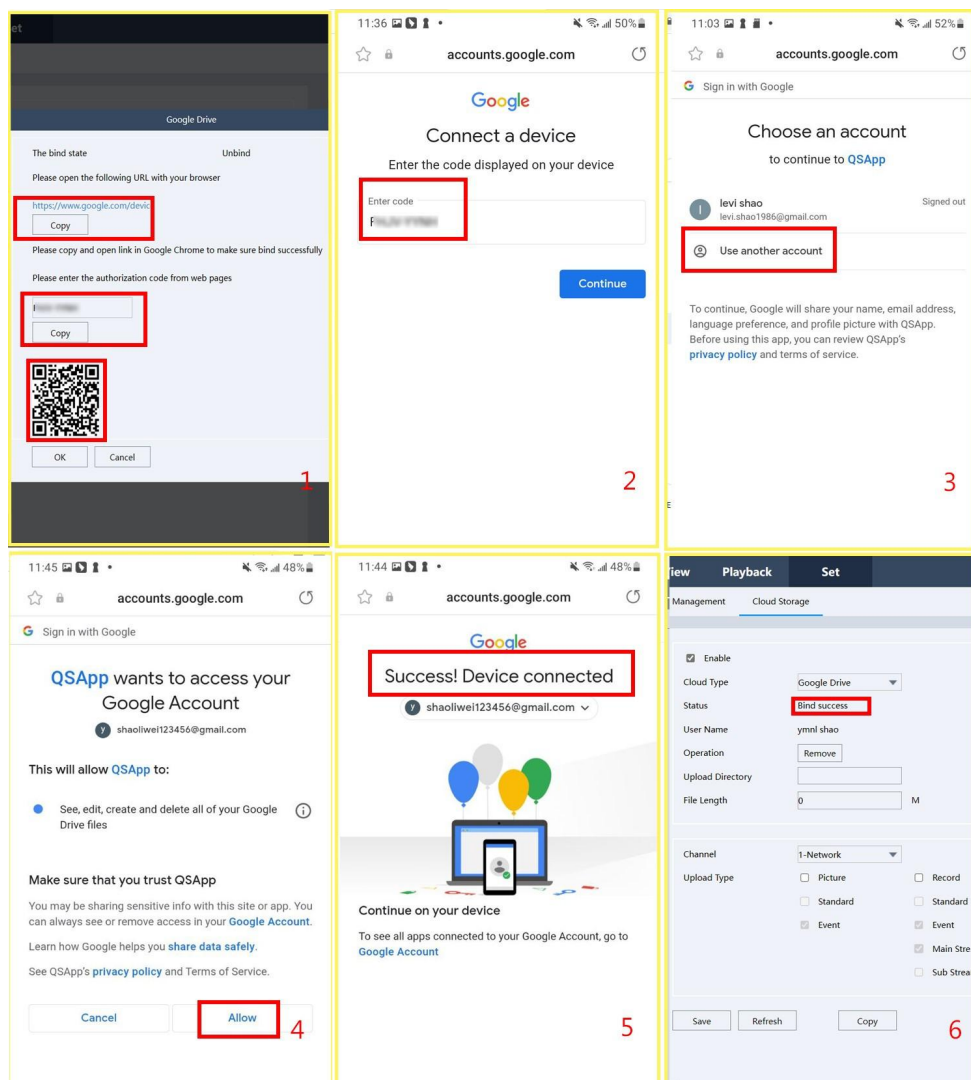 et
Google Drive
The bind state Unbind
Please open the following URL with your browser
https://www.google.com/devic
Copy
Please copy and open link in Google Chrome to make sure bind successfully
Please enter the authorization code from web pages
Copy
OK Cancel
1
11:36 50%
accounts.google.com
Google
Connect a device
Enter the code displayed on your device
Enter code
Continue
2
11:03 52%
accounts.google.com
Sign in with Google
Choose an account
to continue to QSApp
levi shao Signed out
levi.shao1986@gmail.com
Use another account
To continue, Google will share your name, email address,
language preference, and profile picture with QSApp.
Before using this app, you can review QSApp's
privacy policy and terms of service.
3
11:45 48%
accounts.google.com
Sign in with Google
QSApp wants to access your
Google Account
y shaoliwei123456@gmail.com
This will allow QSApp to:
See, edit, create and delete all of your Google
Drive files
Make sure that you trust QSApp
You may be sharing sensitive info with this site or app. You
can always see or remove access in your Google Account.
Learn how Google helps you share data safely.
See QSApp's privacy policy and Terms of Service.
Cancel Allow
4
11:44 48%
accounts.google.com
Google
Success! Device connected
y shaoliwei123456@gmail.com
Continue on your device
To see all apps connected to your Google Account, go to
Google Account
5
iew Playback Set
Management Cloud Storage
Enable
Cloud Type Google Drive
Status Bind success
User Name ymnl shao
Operation Remove
Upload Directory
File Length 0 M
Channel 1-Network
Upload Type Picture Record
Standard Standard
Event Event
Main Stre
Sub Strea
Save Refresh Copy
6